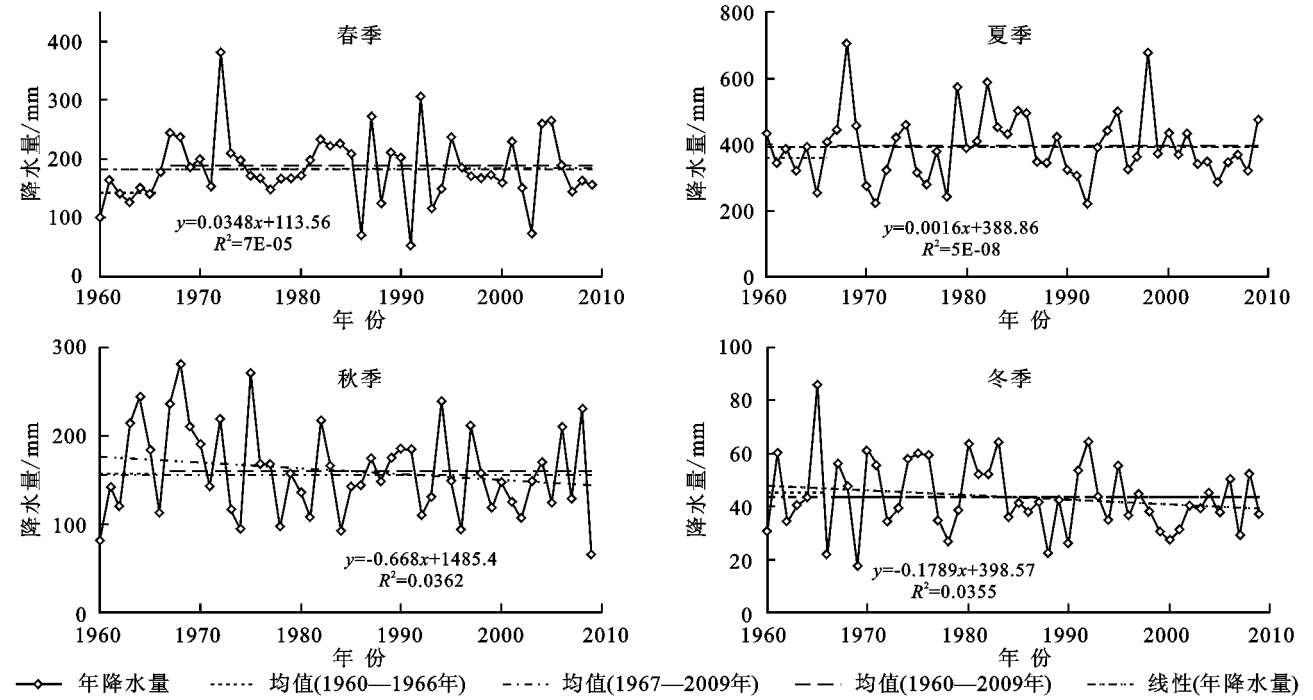 春季
降水量/mm
400
300
200
100
0
y=0.0348x+113.56
R²=7E-05
1960 1970 1980 1990 2000 2010
年 份
夏季
降水量/mm
800
600
400
200
0
y=0.0016x+388.86
R²=5E-08
1960 1970 1980 1990 2000 2010
年 份
秋季
降水量/mm
300
200
100
0
y=-0.668x+1485.4
R²=0.0362
1960 1970 1980 1990 2000 2010
年 份
冬季
降水量/mm
100
80
60
40
20
0
y=-0.1789x+398.57
R²=0.0355
1960 1970 1980 1990 2000 2010
年 份
年降水量 均值(1960—1966年) 均值(1967—2009年) 均值(1960—2009年) 线性(年降水量)